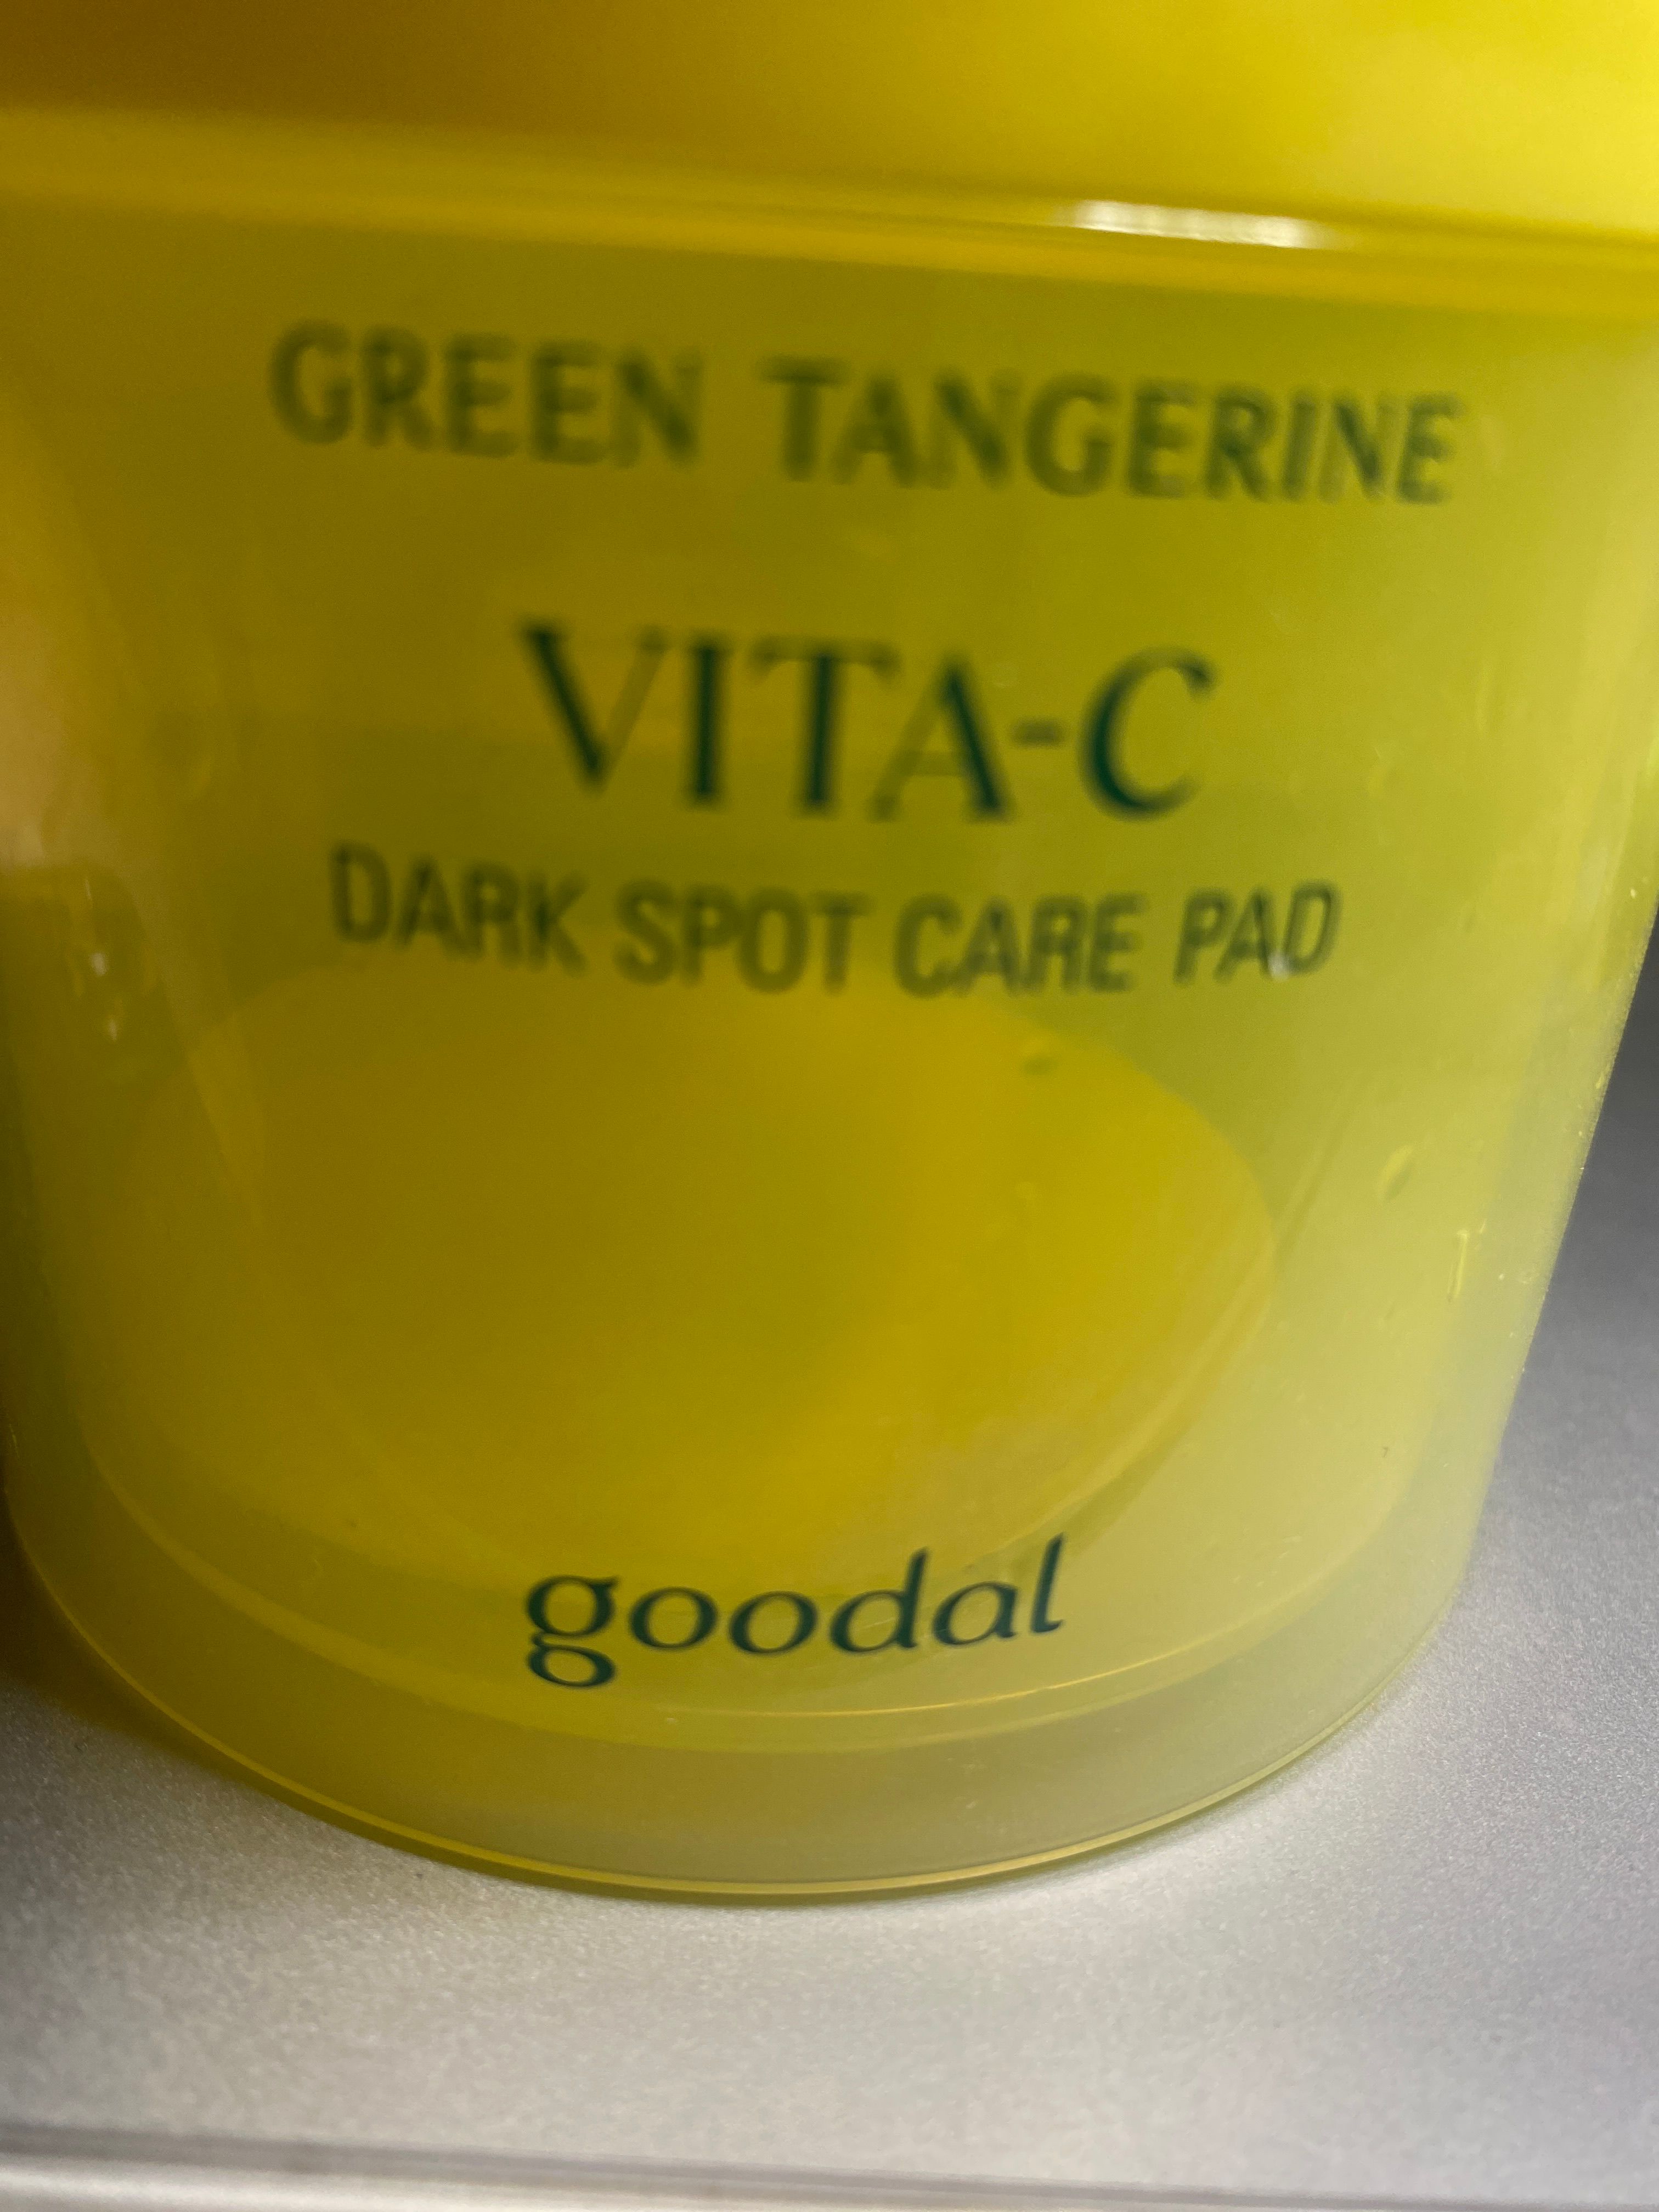 GREEN TANGERINE
VITA-C
DARK SPOT CARE PAD
goodal